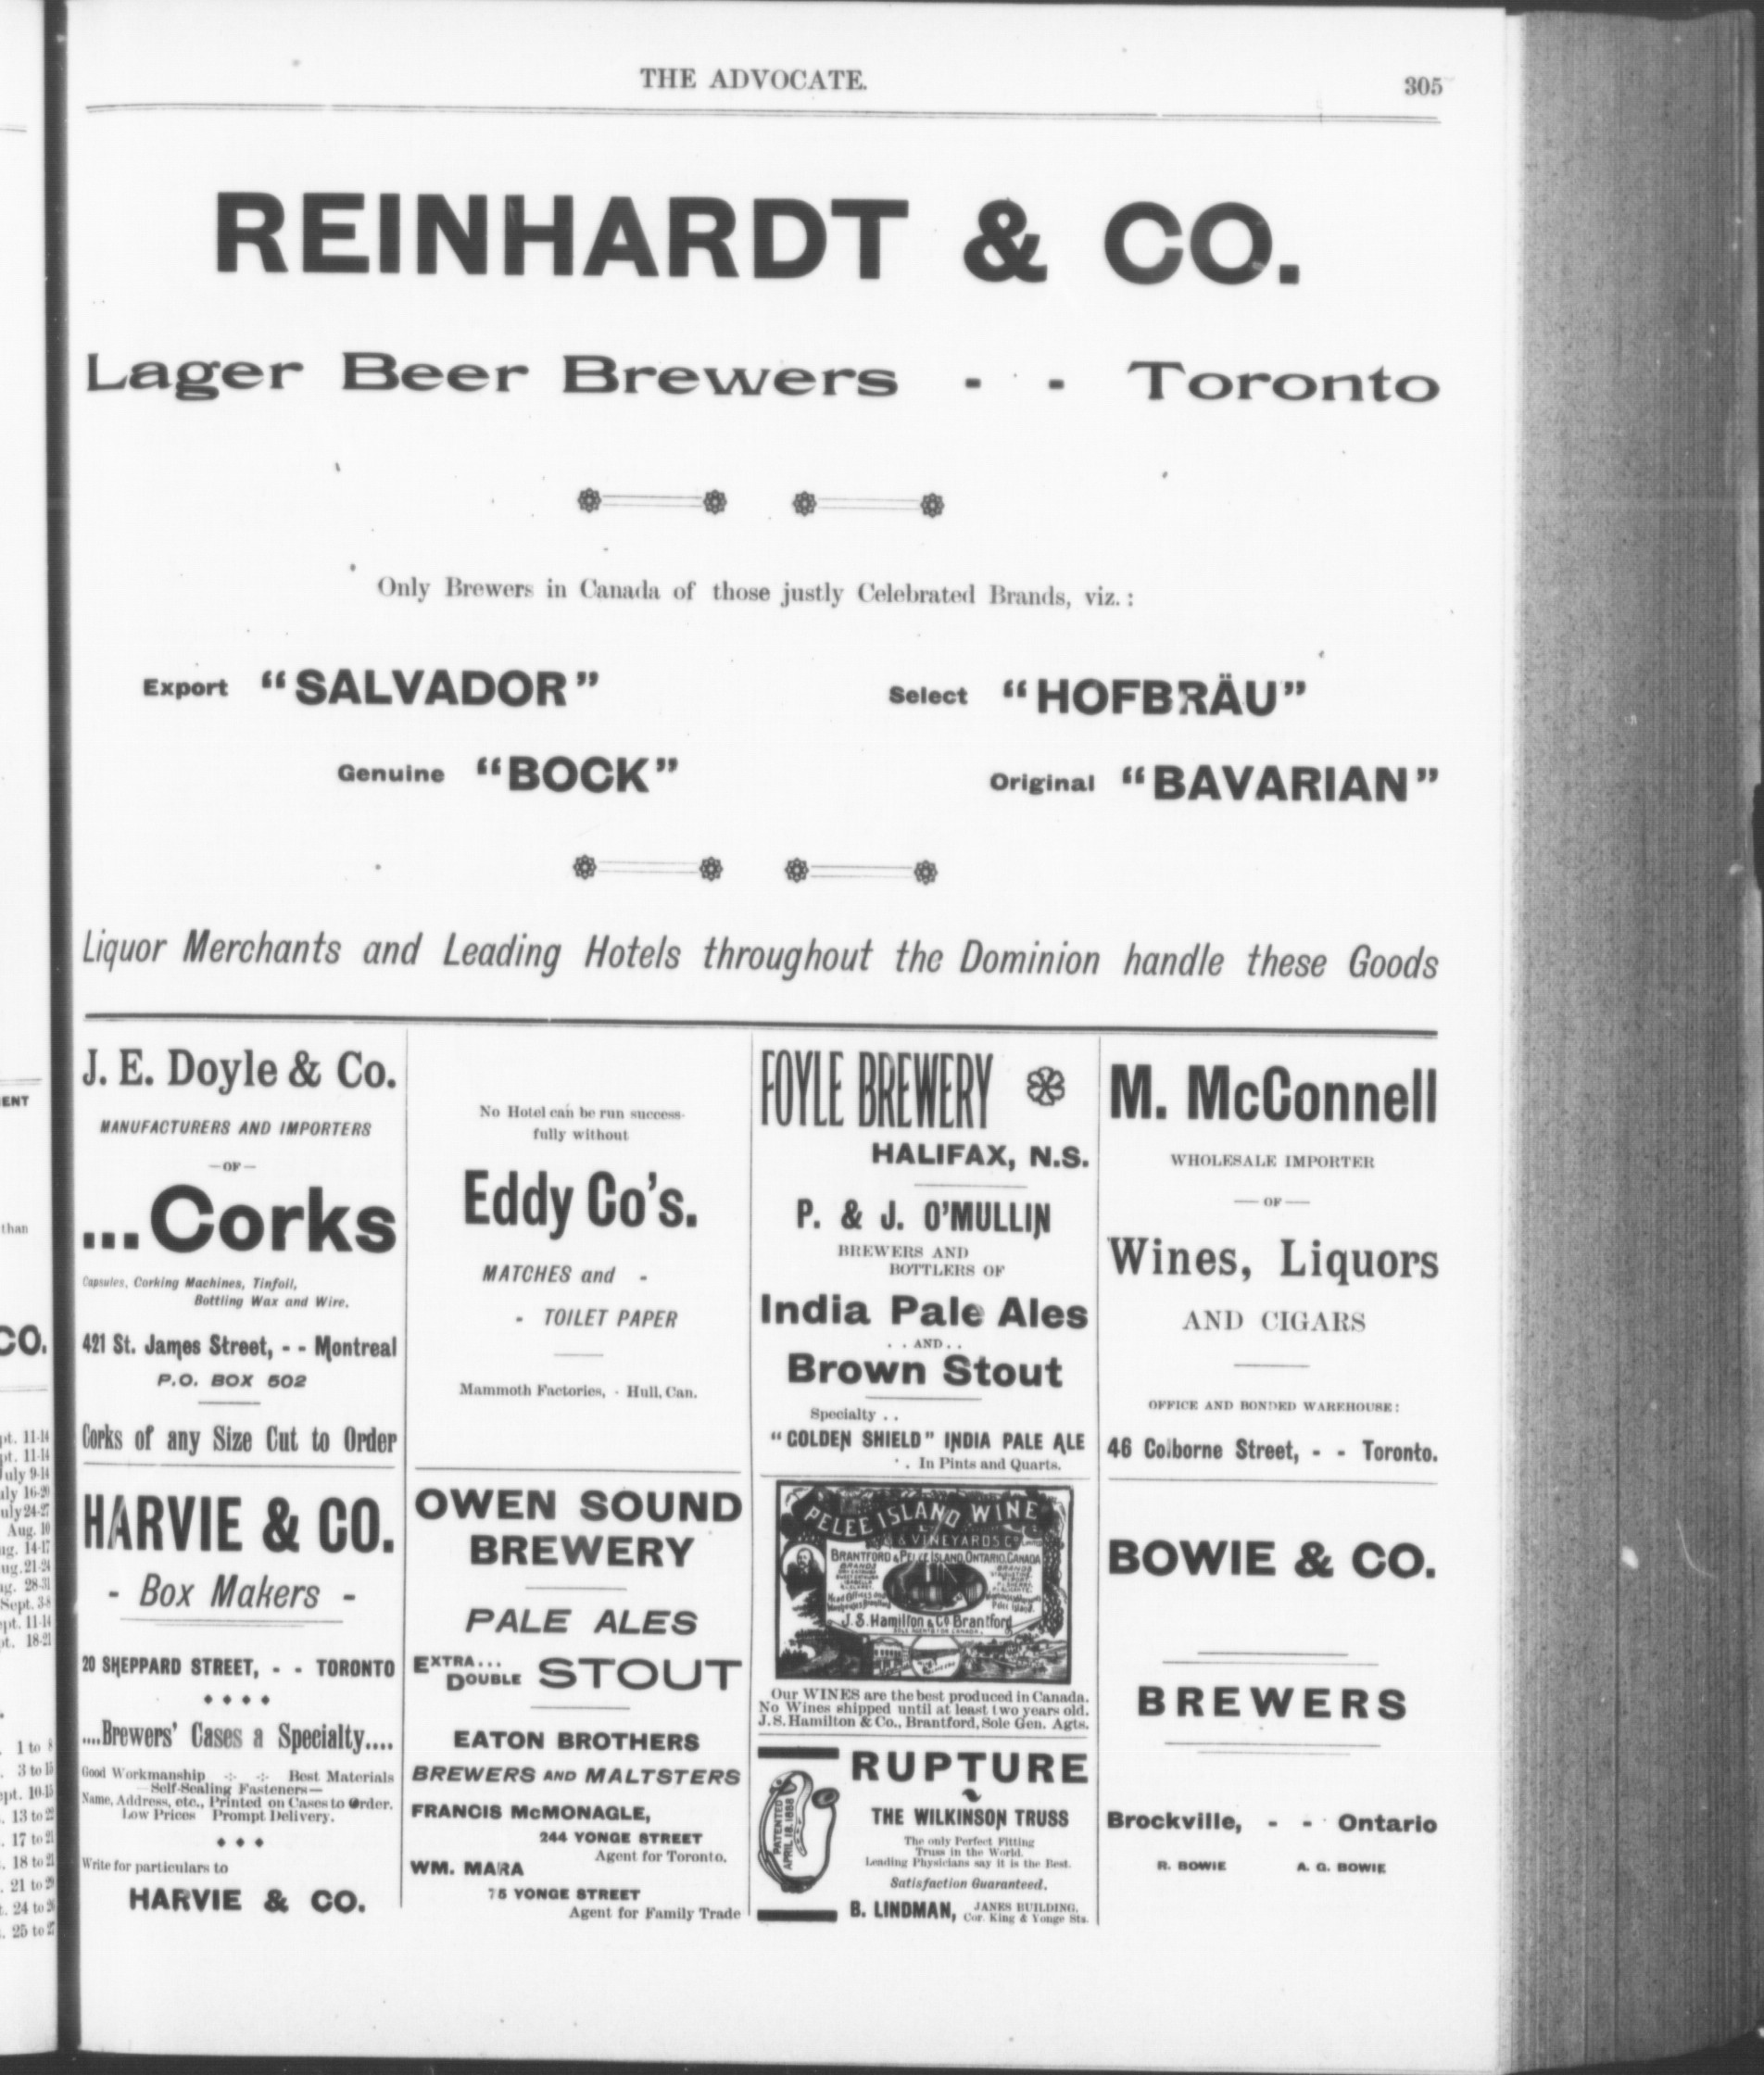 THE ADVOCATE.
305
REINHARDT & CO.
Lager Beer Brewers - - Toronto
Only Brewers in Canada of those justly Celebrated Brands, viz. :
Export "SALVADOR"
Select "HOFBRÄU"
Genuine "BOCK"
Original "BAVARIAN"
Liquor Merchants and Leading Hotels throughout the Dominion handle these Goods
J. E. Doyle & Co.
MANUFACTURERS AND IMPORTERS
—OF—
...Corks
Capsules, Corking Machines, Tinfoil,
Bottling Wax and Wire.
421 St. James Street, - - Montreal
P.O. BOX 502
Corks of any Size Cut to Order
HARVIE & CO.
- Box Makers -
20 SHEPPARD STREET, - - TORONTO
....Brewers' Cases a Specialty....
Good Workmanship -:- -:- Best Materials
—Self-Sealing Fasteners—
Name, Address, etc., Printed on Cases to Order.
Low Prices Prompt Delivery.
Write for particulars to
HARVIE & CO.
No Hotel can be run success-
fully without
Eddy Co's.
MATCHES and -
- TOILET PAPER
Mammoth Factories, - Hull, Can.
OWEN SOUND
BREWERY
PALE ALES
EXTRA...
DOUBLE STOUT
EATON BROTHERS
BREWERS AND MALTSTERS
FRANCIS McMONAGLE,
244 YONGE STREET
Agent for Toronto.
WM. MARA
75 YONGE STREET
Agent for Family Trade
FOYLE BREWERY
HALIFAX, N.S.
P. & J. O'MULLIN
BREWERS AND
BOTTLERS OF
India Pale Ales
. . AND . .
Brown Stout
Specialty . .
"GOLDEN SHIELD" INDIA PALE ALE
. . In Pints and Quarts.
PELEE ISLAND WINE
& VINEYARDS Co
BRANTFORD & PELEE ISLAND, ONTARIO, CANADA
BRANDS
BRANDS
J. S. Hamilton & Co Brantford
SOLE AGENTS FOR CANADA
Our WINES are the best produced in Canada.
No Wines shipped until at least two years old.
J. S. Hamilton & Co., Brantford, Sole Gen. Agts.
RUPTURE
PATENTED
APRIL 18, 1888
THE WILKINSON TRUSS
The only Perfect Fitting
Truss in the World.
Leading Physicians say it is the Best.
Satisfaction Guaranteed.
B. LINDMAN, JANES BUILDING,
Cor. King & Yonge Sts.
M. McConnell
WHOLESALE IMPORTER
— OF —
Wines, Liquors
AND CIGARS
OFFICE AND BONDED WAREHOUSE:
46 Colborne Street, - - Toronto.
BOWIE & CO.
BREWERS
Brockville, - - Ontario
R. BOWIE A. G. BOWIE